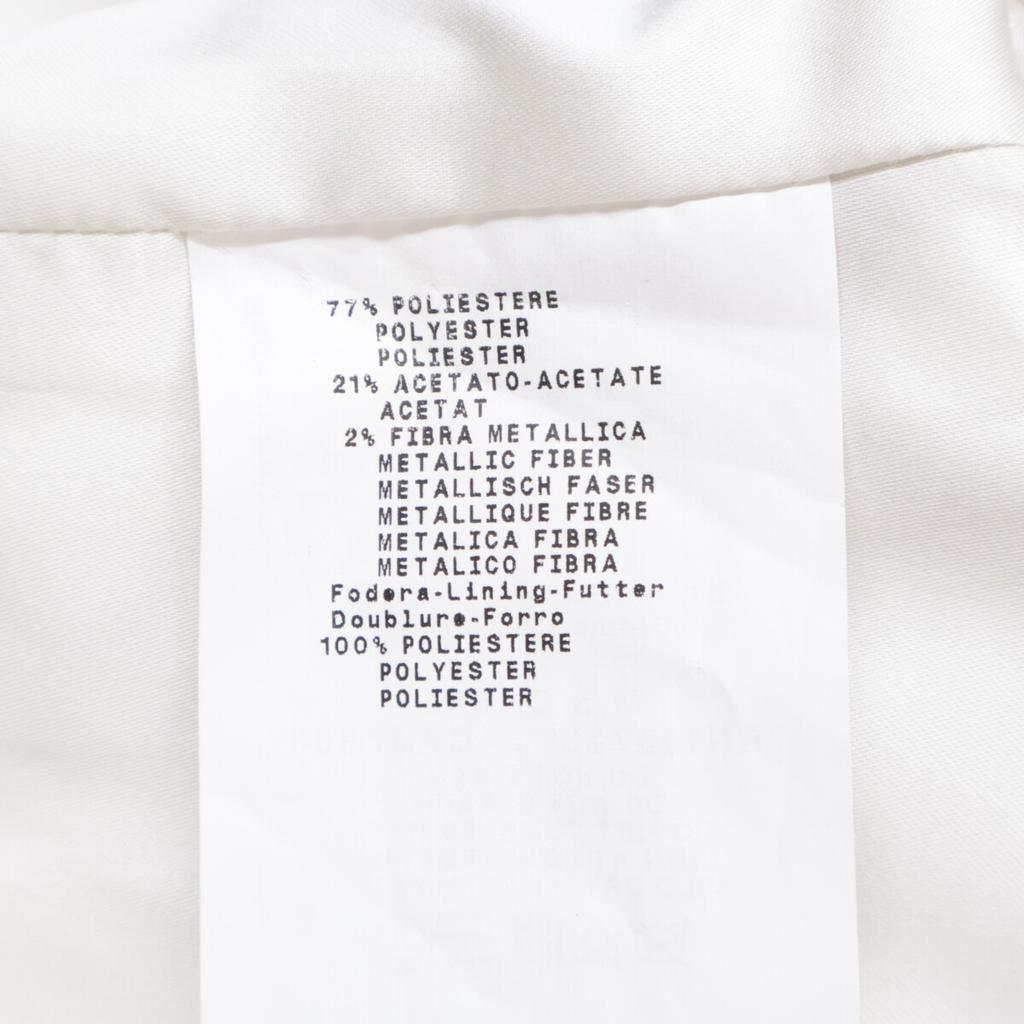 77% POLIESTERE
POLYESTER
POLIESTER
21% ACETATO-ACETATE
ACETAT
2% FIBRA METALLICA
METALLIC FIBER
METALLISCH FASER
METALLIQUE FIBRE
METALICA FIBRA
METALICO FIBRA
Fodera-Lining-Futter
Doublure-Forro
100% POLIESTERE
POLYESTER
POLIESTER